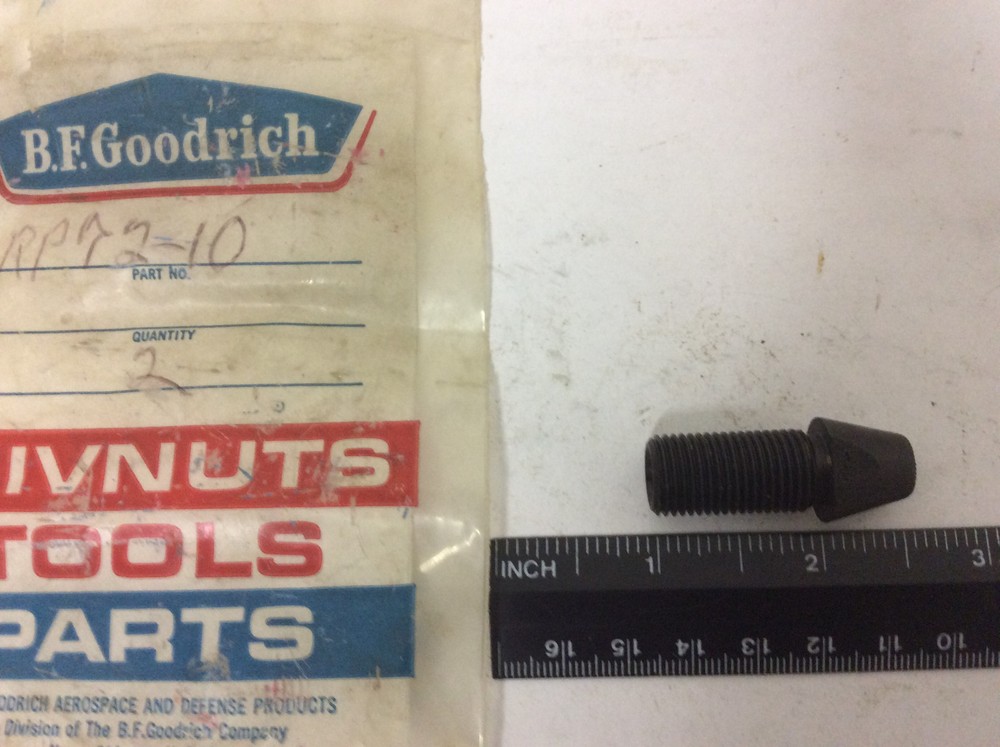 B.F.Goodrich
RP72-10
PART NO.
QUANTITY
2
IVNUTS
TOOLS
PARTS
ODRICH AEROSPACE AND DEFENSE PRODUCTS
Division of The B.F.Goodrich Company
INCH 1 2 3
16 15 14 13 12 11 10